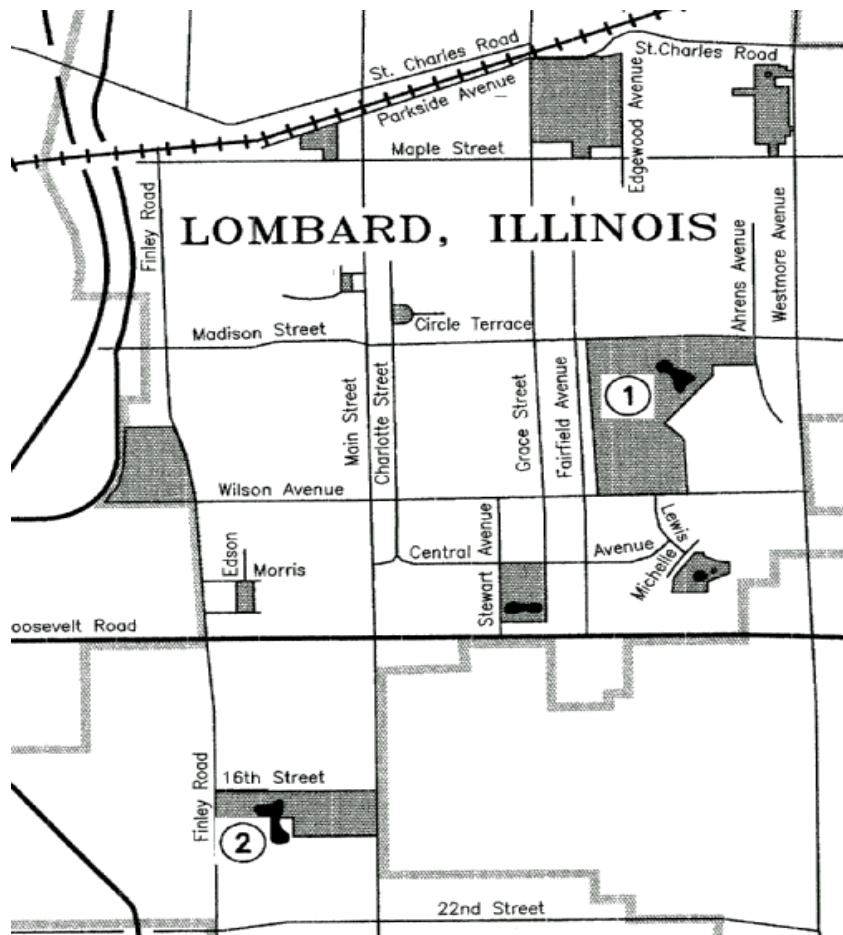 St. Charles Road
St.Charles Road
Parkside Avenue
Edgewood Avenue
Maple Street
Finley Road
LOMBARD, ILLINOIS
Ahrens Avenue
Westmore Avenue
Madison Street
Circle Terrace
Main Street
Charlotte Street
Grace Street
Fairfield Avenue
1
Wilson Avenue
Stewart Avenue
Lewis
Central Avenue
Edson
Morris
Michelle
oosevelt Road
Finley Road
16th Street
2
22nd Street